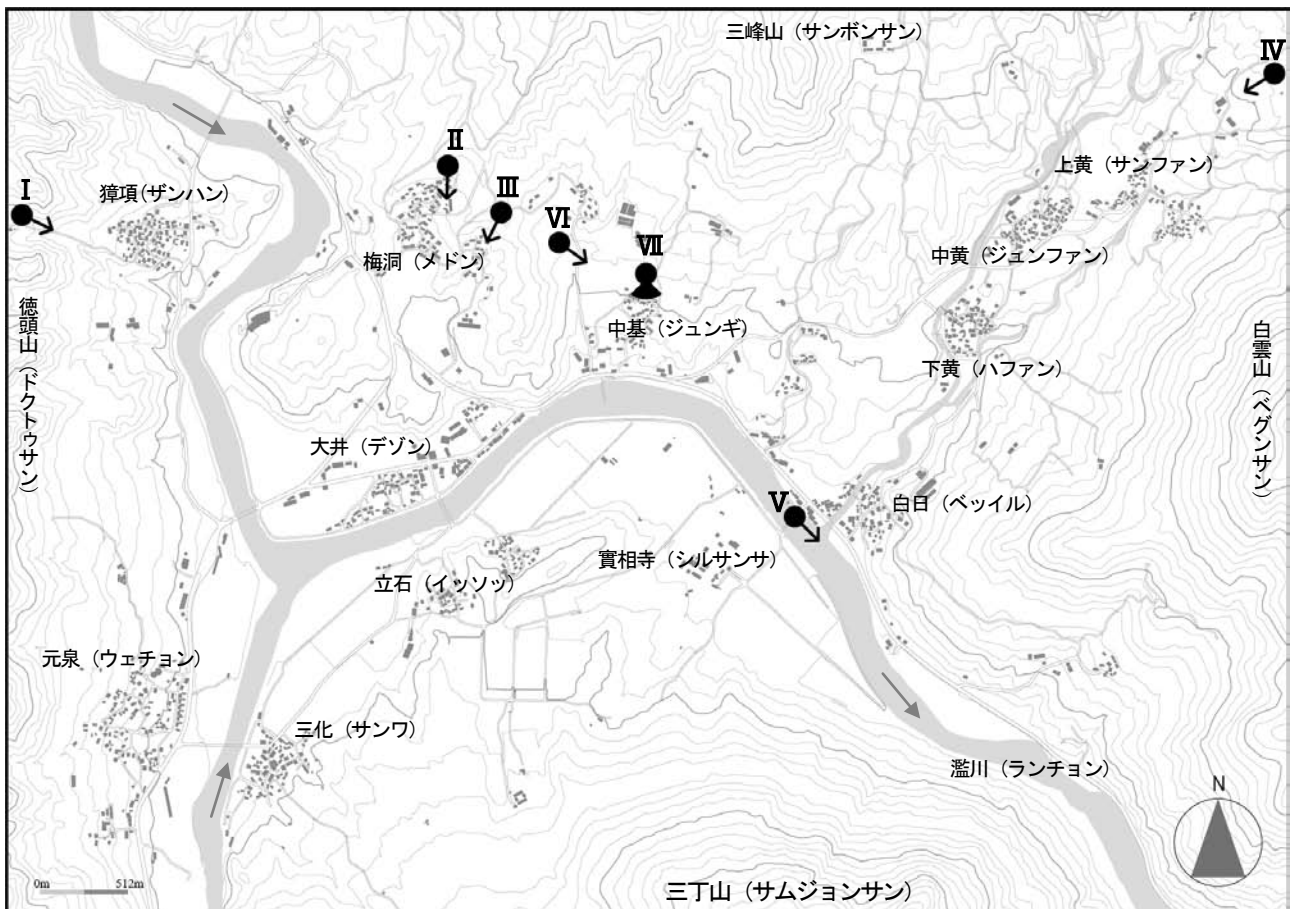 三峰山（サンボンサン）
Ⅳ
Ⅱ
上黄（サンファン）
Ⅰ
獐項(ザンハン）
Ⅲ
Ⅵ
Ⅶ
梅洞（メドン）
中黄（ジュンファン）
徳頭山（ドクトゥサン）
中基（ジュンギ）
白雲山（ベグンサン）
下黄（ハファン）
大井（デゾン）
Ⅴ
白日（ベッイル）
實相寺（シルサンサ）
立石（イッソッ）
元泉（ウェチョン）
三化（サンワ）
濫川（ランチョン）
N
0m 512m
三丁山（サムジョンサン）